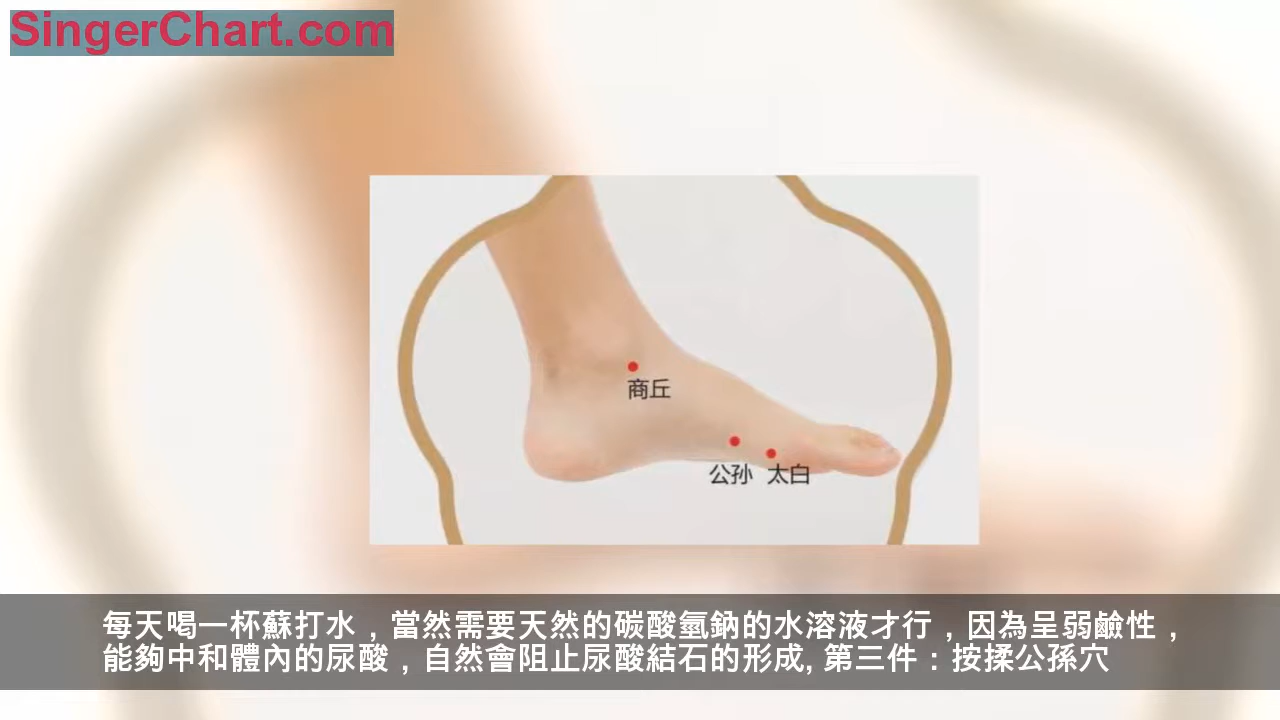 SingerChart.com
商丘
公孙 太白
每天喝一杯蘇打水，當然需要天然的碳酸氫鈉的水溶液才行，因為呈弱鹼性，
能夠中和體內的尿酸，自然會阻止尿酸結石的形成, 第三件：按揉公孫穴